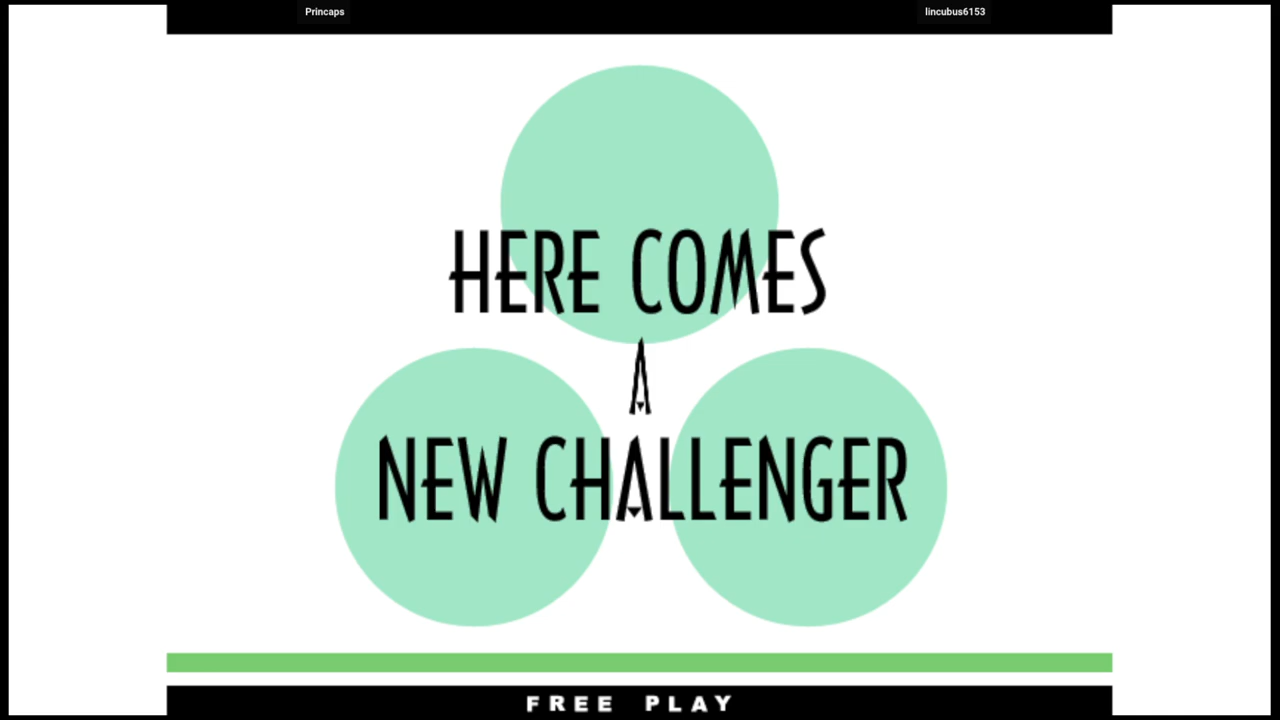 Princaps
lincubus6153
HERE COMES
A
NEW CHALLENGER
FREE PLAY